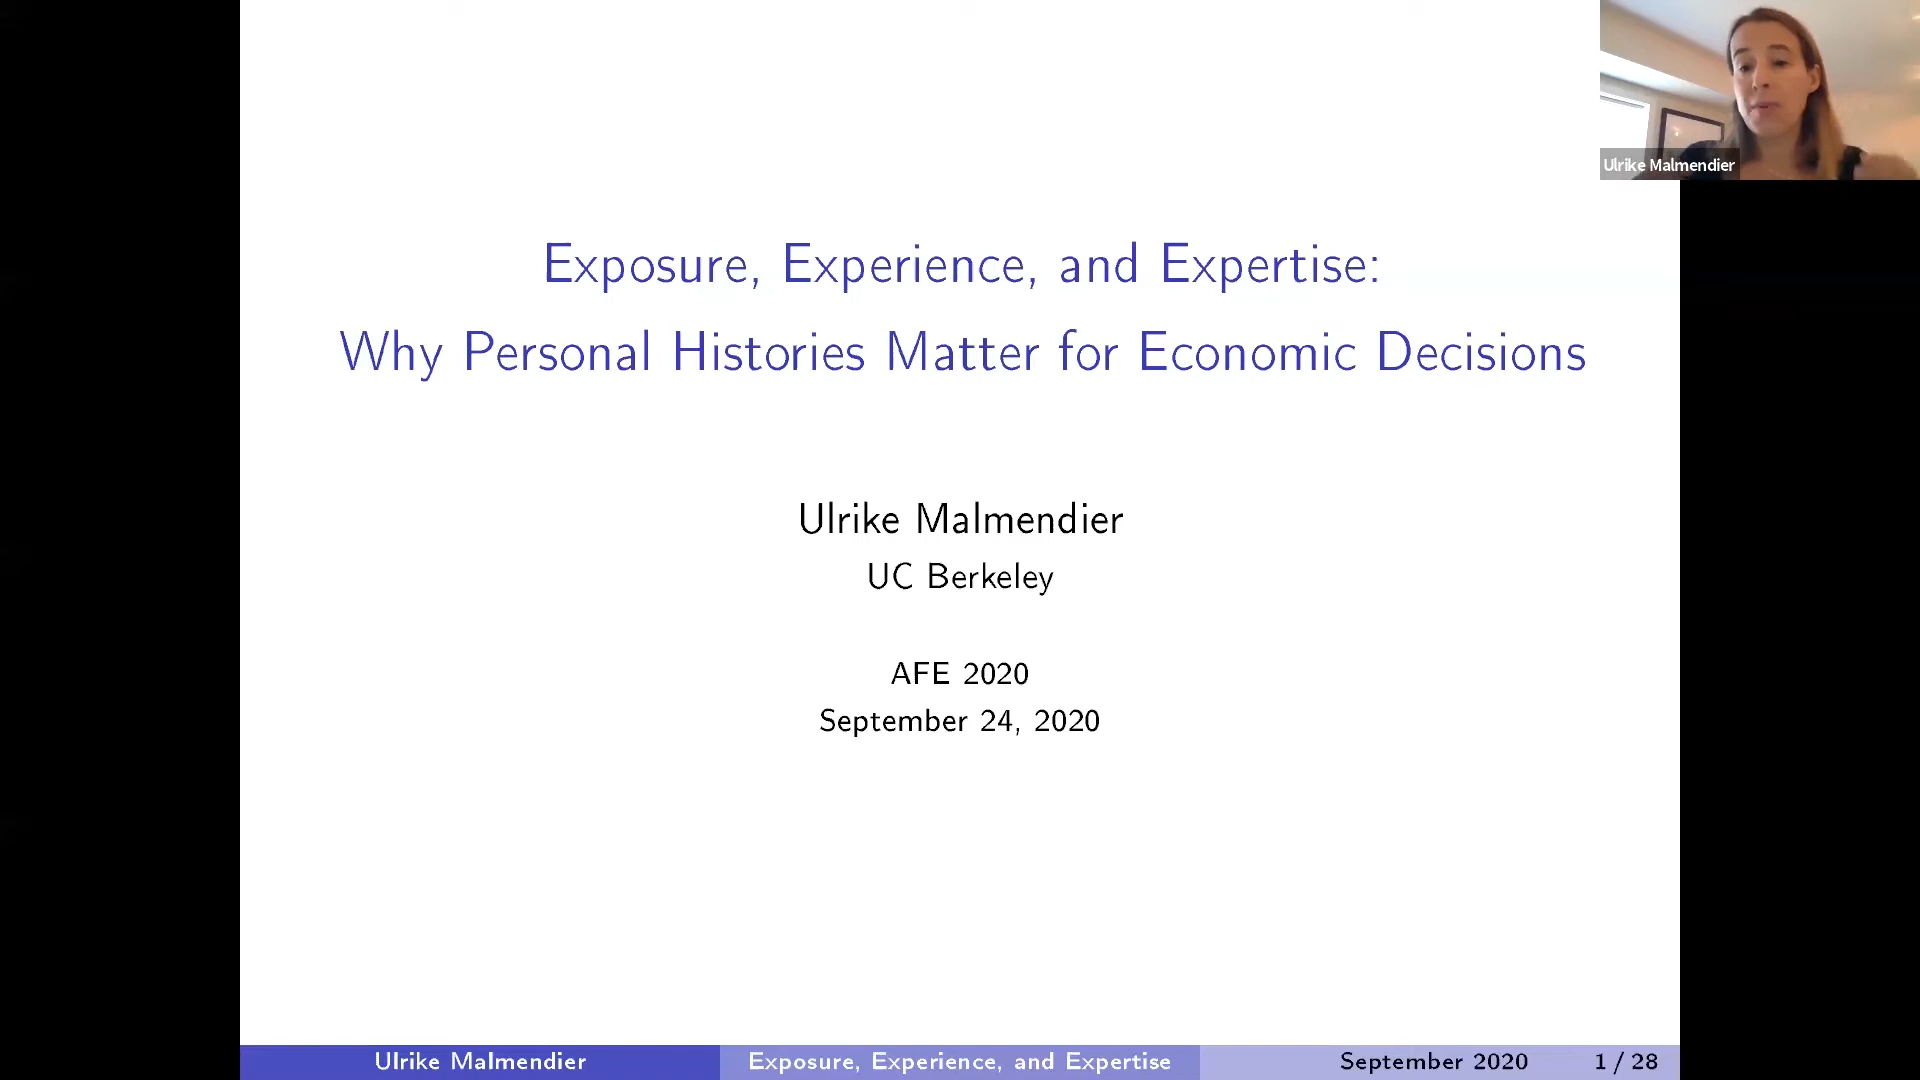 Ulrike Malmendier
Exposure, Experience, and Expertise:
Why Personal Histories Matter for Economic Decisions
Ulrike Malmendier
UC Berkeley
AFE 2020
September 24, 2020
Ulrike Malmendier
Exposure, Experience, and Expertise
September 2020
1 / 28